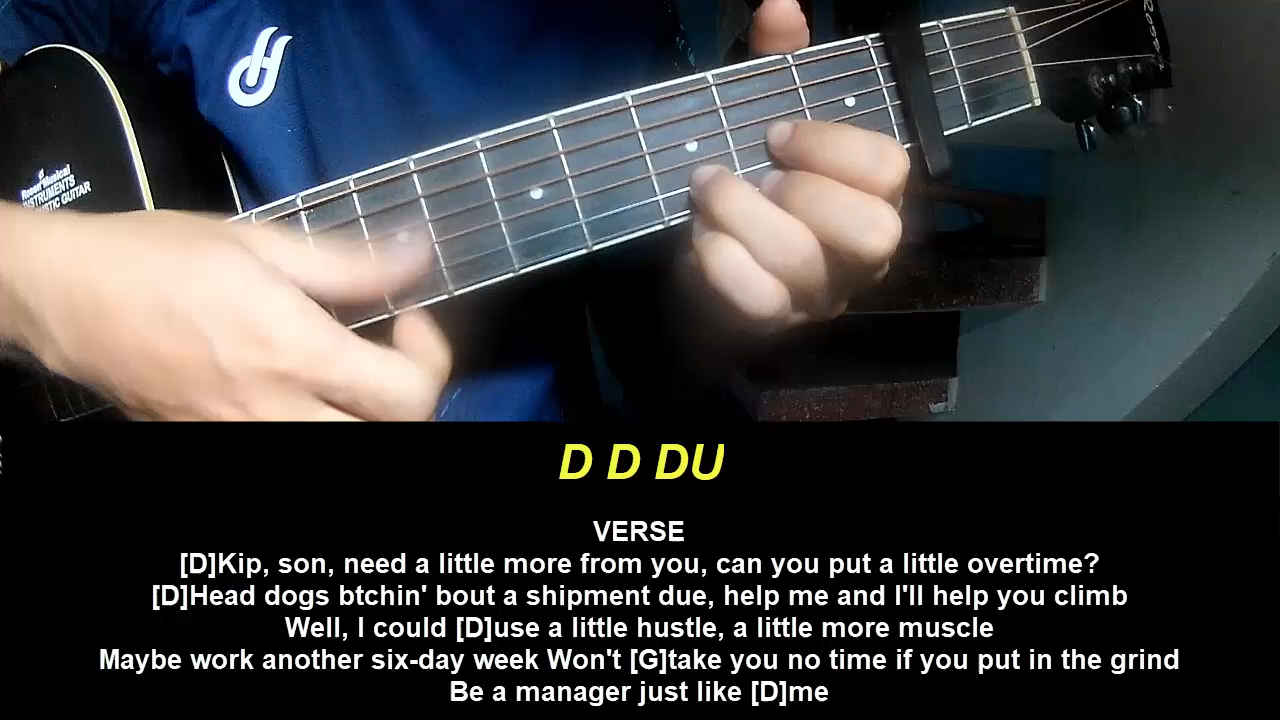 Rosen Musical
INSTRUMENTS
D D DU
VERSE
[D]Kip, son, need a little more from you, can you put a little overtime?
[D]Head dogs btchin' bout a shipment due, help me and I'll help you climb
Well, I could [D]use a little hustle, a little more muscle
Maybe work another six-day week Won't [G]take you no time if you put in the grind
Be a manager just like [D]me